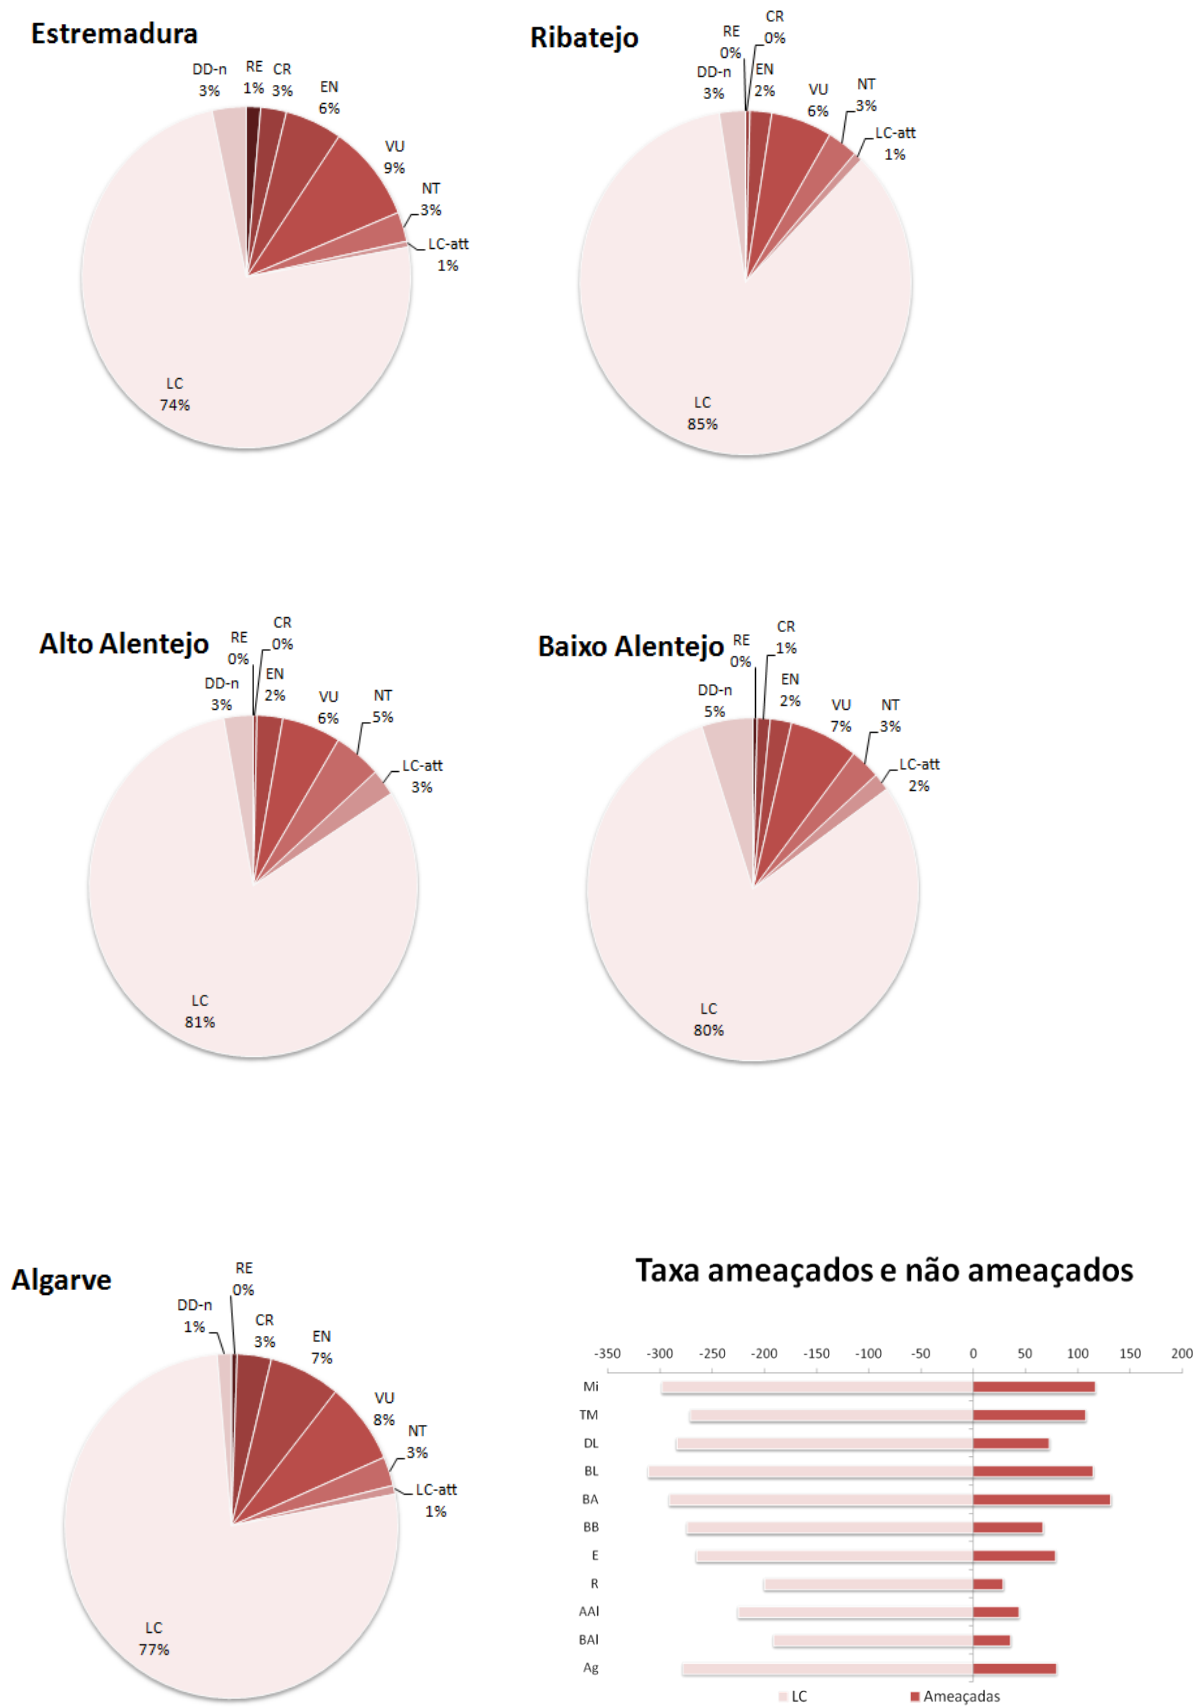 Estremadura
DD-n
3%
RE
1%
CR
3%
EN
6%
VU
9%
NT
3%
LC-att
1%
LC
74%
Ribatejo
DD-n
3%
RE
0%
CR
0%
EN
2%
VU
6%
NT
3%
LC-att
1%
LC
85%
Alto Alentejo
DD-n
3%
RE
0%
CR
0%
EN
2%
VU
6%
NT
5%
LC-att
3%
LC
81%
Baixo Alentejo
DD-n
5%
RE
0%
CR
1%
EN
2%
VU
7%
NT
3%
LC-att
2%
LC
80%
Algarve
DD-n
1%
RE
0%
CR
3%
EN
7%
VU
8%
NT
3%
LC-att
1%
LC
77%
Taxa ameaçados e não ameaçados
-350 -300 -250 -200 -150 -100 -50 0 50 100 150 200
Mi
TM
DL
BL
BA
BB
E
R
AAl
BAl
Ag
LC Ameaçadas